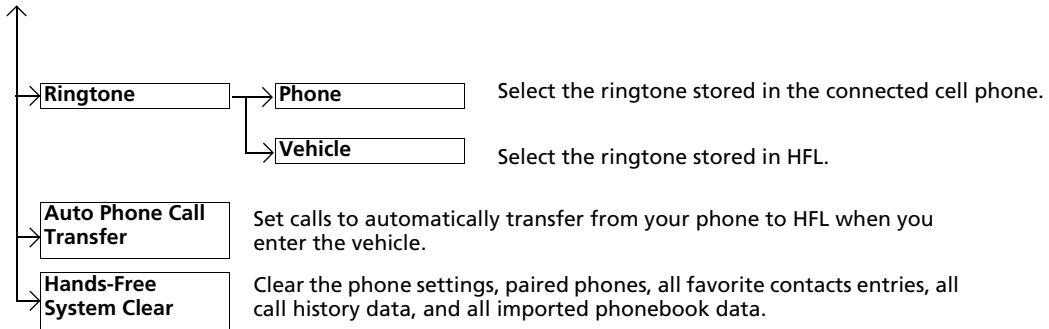 Ringtone
Phone
Select the ringtone stored in the connected cell phone.
Vehicle
Select the ringtone stored in HFL.
Auto Phone Call
Transfer
Set calls to automatically transfer from your phone to HFL when you
enter the vehicle.
Hands-Free
System Clear
Clear the phone settings, paired phones, all favorite contacts entries, all
call history data, and all imported phonebook data.